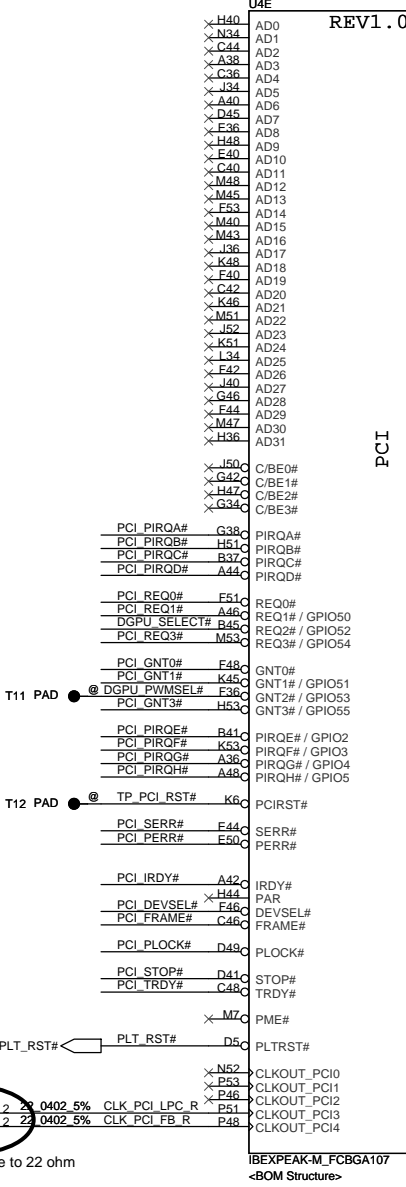 U4E
REV1.0
H40 AD0
N34 AD1
C44 AD2
A38 AD3
C36 AD4
J34 AD5
A40 AD6
D45 AD7
E36 AD8
H48 AD9
E40 AD10
C40 AD11
M48 AD12
M45 AD13
F53 AD14
M40 AD15
M43 AD16
J36 AD17
K48 AD18
F40 AD19
C42 AD20
K46 AD21
M51 AD22
J52 AD23
K51 AD24
L34 AD25
F42 AD26
J40 AD27
G46 AD28
F44 AD29
M47 AD30
H36 AD31
PCI
J50 C/BE0#
G42 C/BE1#
H47 C/BE2#
G34 C/BE3#
PCI_PIRQA# G38 PIRQA#
PCI_PIRQB# H51 PIRQB#
PCI_PIRQC# B37 PIRQC#
PCI_PIRQD# A44 PIRQD#
PCI_REQ0# F51 REQ0#
PCI_REQ1# A46 REQ1# / GPIO50
DGPU_SELECT# B45 REQ2# / GPIO52
PCI_REQ3# M53 REQ3# / GPIO54
PCI_GNT0# F48 GNT0#
PCI_GNT1# K45 GNT1# / GPIO51
T11 PAD @ DGPU_PWMSEL# F36 GNT2# / GPIO53
PCI_GNT3# H53 GNT3# / GPIO55
PCI_PIRQE# B41 PIRQE# / GPIO2
PCI_PIRQF# K53 PIRQF# / GPIO3
PCI_PIRQG# A36 PIRQG# / GPIO4
PCI_PIRQH# A48 PIRQH# / GPIO5
T12 PAD @ TP_PCI_RST# K6 PCIRST#
PCI_SERR# E44 SERR#
PCI_PERR# E50 PERR#
PCI_IRDY# A42 IRDY#
H44 PAR
PCI_DEVSEL# F46 DEVSEL#
PCI_FRAME# C46 FRAME#
PCI_PLOCK# D49 PLOCK#
PCI_STOP# D41 STOP#
PCI_TRDY# C48 TRDY#
M7 PME#
PLT_RST# PLT_RST# D5 PLTRST#
N52 CLKOUT_PCI0
P53 CLKOUT_PCI1
P46 CLKOUT_PCI2
2 22_0402_5% CLK_PCI_LPC_R P51 CLKOUT_PCI3
2 22_0402_5% CLK_PCI_FB_R P48 CLKOUT_PCI4
e to 22 ohm
IBEXPEAK-M_FCBGA107
<BOM Structure>